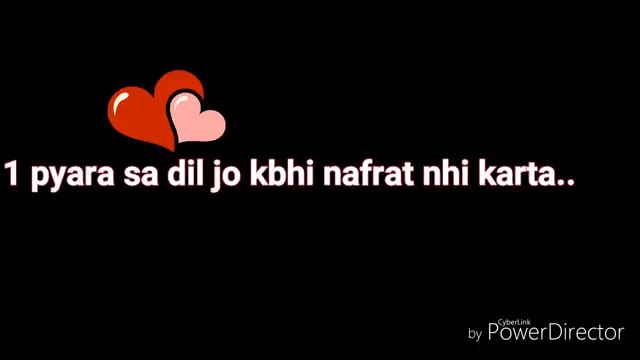 1 pyara sa dil jo kbhi nafrat nhi karta..
CyberLink
by PowerDirector